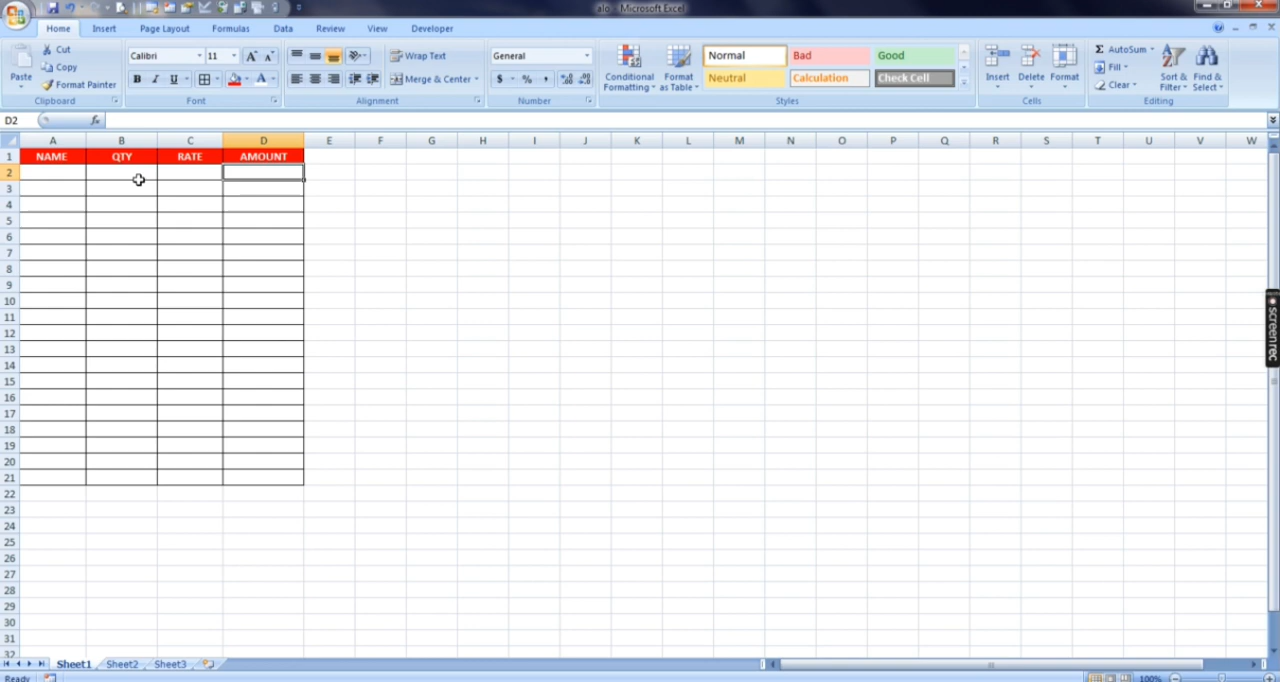 alo - Microsoft Excel
Home Insert Page Layout Formulas Data Review View Developer
Cut
Copy
Format Painter
Paste
Clipboard
Calibri 11
B I U
Font
Wrap Text
Merge & Center
Alignment
General
$ % ,
Number
Conditional Formatting
Format as Table
Normal Bad Good
Neutral Calculation Check Cell
Styles
Insert Delete Format
Cells
Σ AutoSum
Fill
Clear
Sort & Filter
Find & Select
Editing
D2 fx
A B C D E F G H I J K L M N O P Q R S T U V W
1 NAME QTY RATE AMOUNT
2
3
4
5
6
7
8
9
10
11
12
13
14
15
16
17
18
19
20
21
22
23
24
25
26
27
28
29
30
31
32
screenrec
Sheet1 Sheet2 Sheet3
Ready 100%